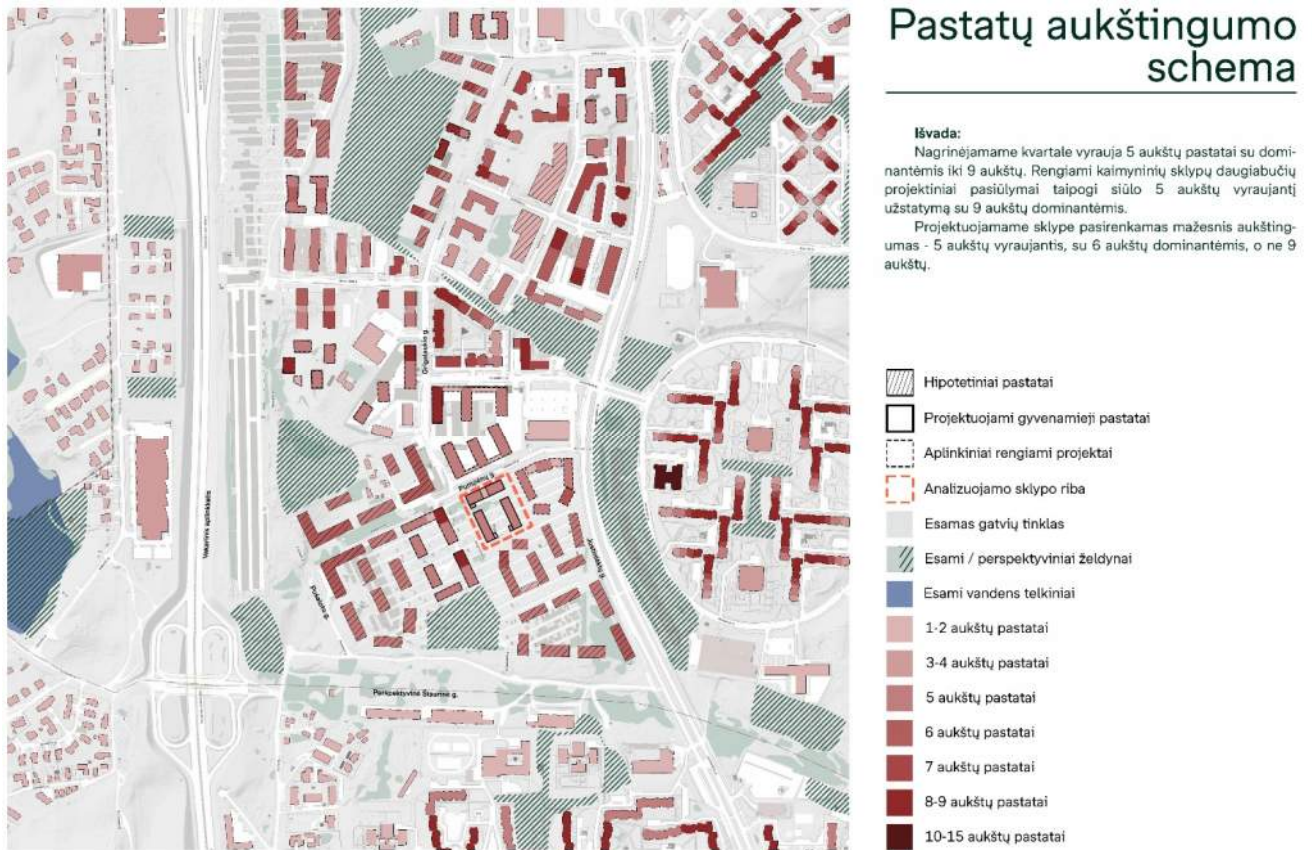 Pastatų aukštingumo
schema
Išvada:
Nagrinėjamame kvartale vyrauja 5 aukštų pastatai su domi-
nantėmis iki 9 aukštų. Rengiami kaimyninių sklypų daugiabučių
projektiniai pasiūlymai taipogi siūlo 5 aukštų vyraujantį
užstatymą su 9 aukštų dominantėmis.
Projektuojamame sklype pasirenkamas mažesnis aukšting-
umas - 5 aukštų vyraujantis, su 6 aukštų dominantėmis, o ne 9
aukštų.
Hipotetiniai pastatai
Projektuojami gyvenamieji pastatai
Aplinkiniai rengiami projektai
Analizuojamo sklypo riba
Esamas gatvių tinklas
Esami / perspektyviniai želdynai
Esami vandens telkiniai
1-2 aukštų pastatai
3-4 aukštų pastatai
5 aukštų pastatai
6 aukštų pastatai
7 aukštų pastatai
8-9 aukštų pastatai
10-15 aukštų pastatai
Grigalaukio g.
Pumpėnų g.
Vakarinis aplinkkelis
Perspektyvinė Šiaurinė g.